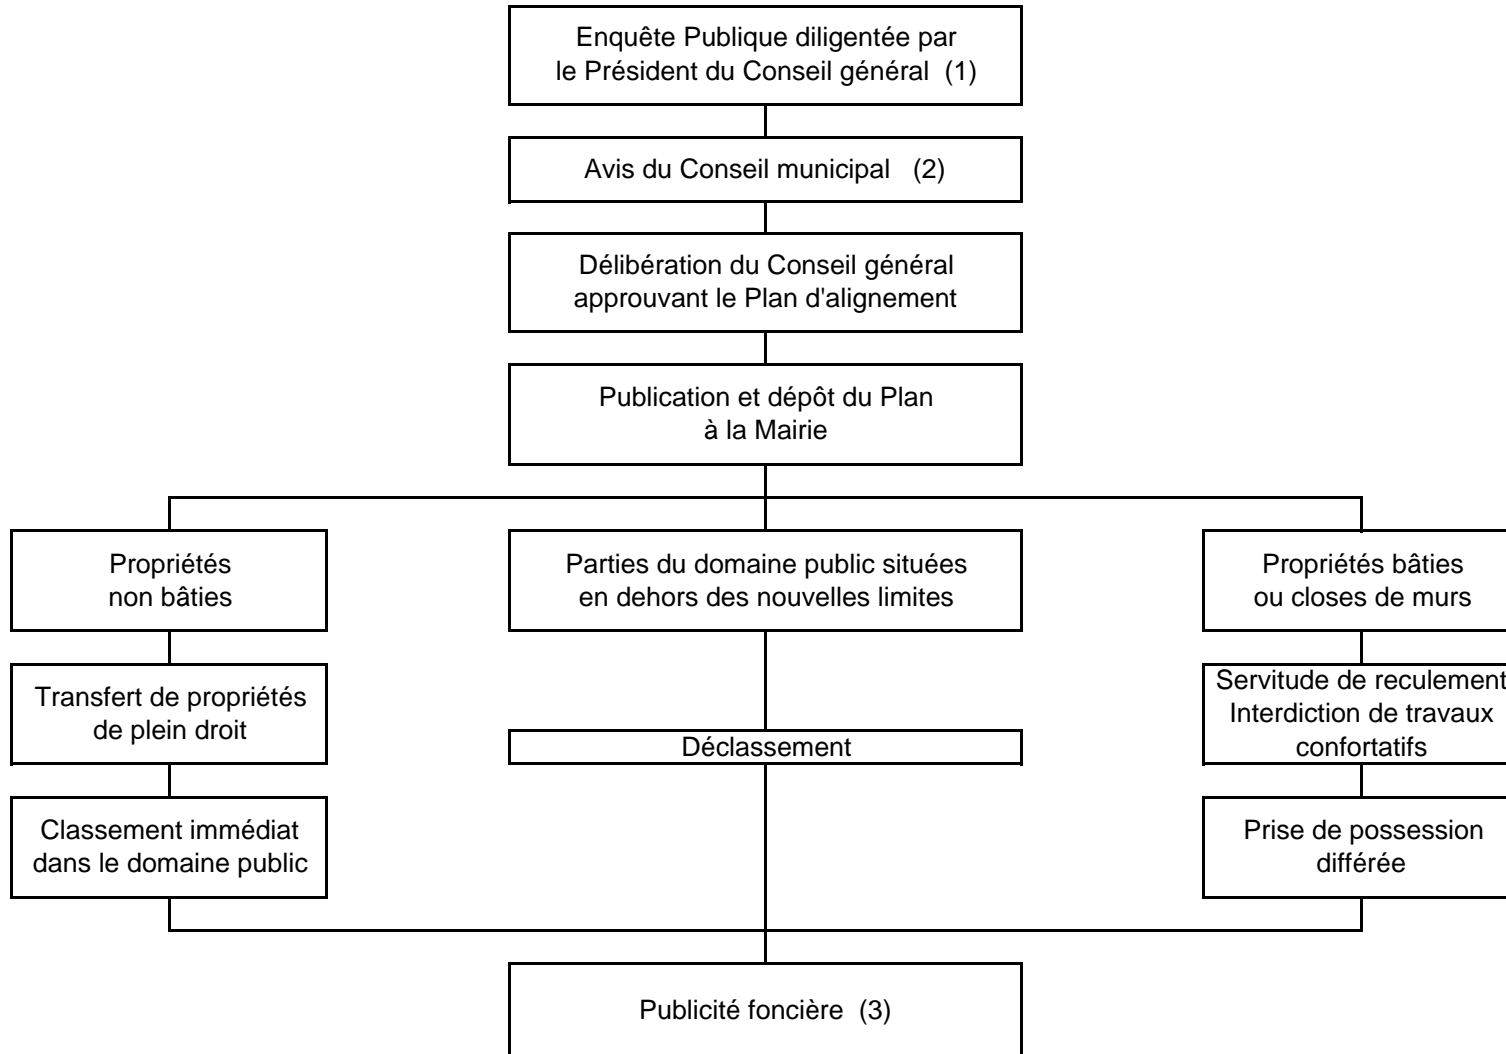 Enquête Publique diligentée par
le Président du Conseil général (1)
Avis du Conseil municipal (2)
Délibération du Conseil général
approuvant le Plan d'alignement
Publication et dépôt du Plan
à la Mairie
Propriétés
non bâties
Parties du domaine public situées
en dehors des nouvelles limites
Propriétés bâties
ou closes de murs
Transfert de propriétés
de plein droit
Déclassement
Servitude de reculement
Interdiction de travaux
confortatifs
Classement immédiat
dans le domaine public
Prise de possession
différée
Publicité foncière (3)